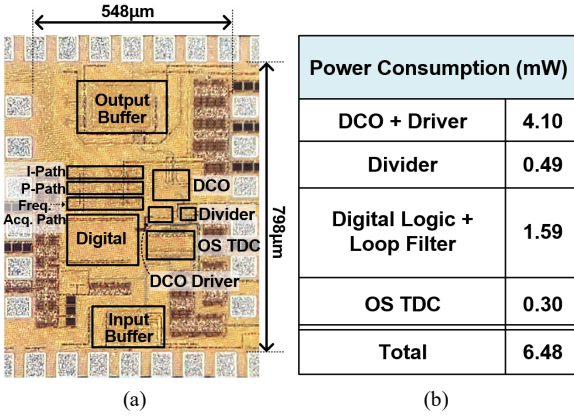 548μm
798μm
Output
Buffer
I-Path
P-Path
Freq.
Acq. Path
DCO
Divider
Digital
OS TDC
DCO Driver
Input
Buffer
(a)
Power Consumption (mW)
DCO + Driver 4.10
Divider 0.49
Digital Logic +
Loop Filter 1.59
OS TDC 0.30
Total 6.48
(b)